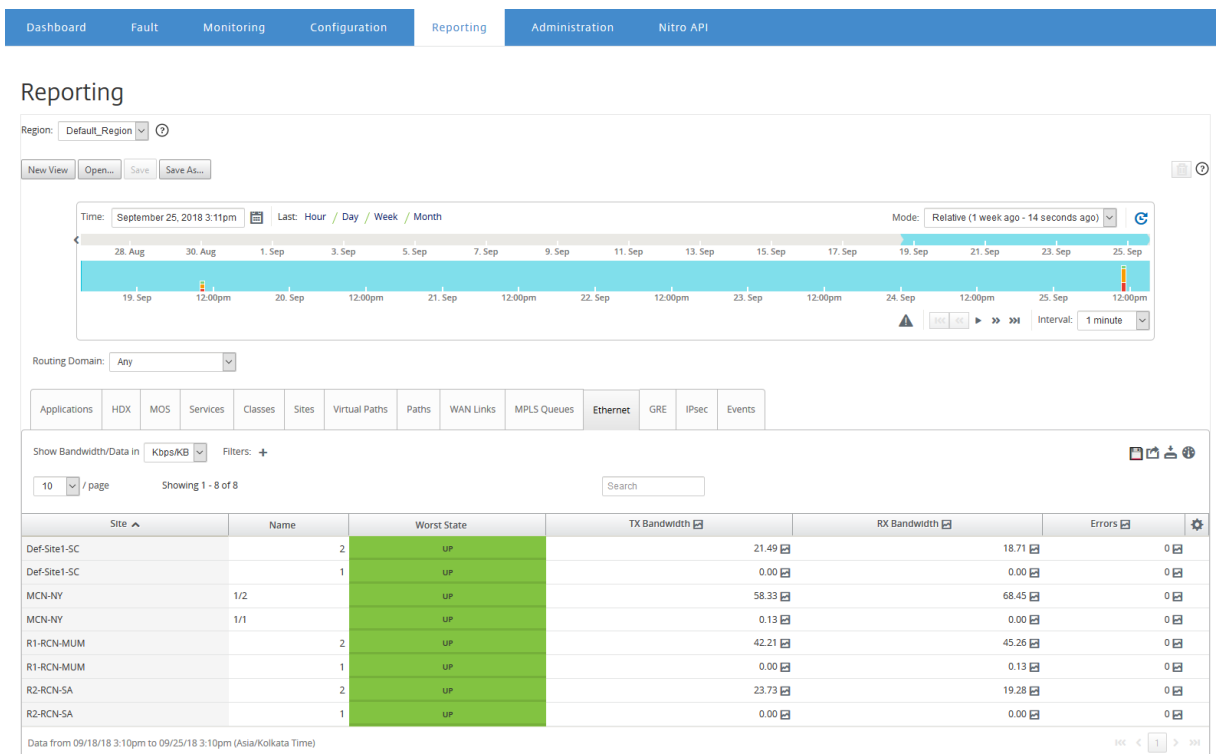 Dashboard Fault Monitoring Configuration Reporting Administration Nitro API
Reporting
Region: Default_Region
New View Open... Save Save As...
Time: September 25, 2018 3:11pm Last: Hour / Day / Week / Month Mode: Relative (1 week ago - 14 seconds ago)
28. Aug 30. Aug 1. Sep 3. Sep 5. Sep 7. Sep 9. Sep 11. Sep 13. Sep 15. Sep 17. Sep 19. Sep 21. Sep 23. Sep 25. Sep
19. Sep 12:00pm 20. Sep 12:00pm 21. Sep 12:00pm 22. Sep 12:00pm 23. Sep 12:00pm 24. Sep 12:00pm 25. Sep 12:00pm
Interval: 1 minute
Routing Domain: Any
Applications HDX MOS Services Classes Sites Virtual Paths Paths WAN Links MPLS Queues Ethernet GRE IPsec Events
Show Bandwidth/Data in Kbps/KB Filters: +
10 / page Showing 1 - 8 of 8 Search
Site Name Worst State TX Bandwidth RX Bandwidth Errors
Def-Site1-SC 2 UP 21.49 18.71 0
Def-Site1-SC 1 UP 0.00 0.00 0
MCN-NY 1/2 UP 58.33 68.45 0
MCN-NY 1/1 UP 0.13 0.00 0
R1-RCN-MUM 2 UP 42.21 45.26 0
R1-RCN-MUM 1 UP 0.00 0.13 0
R2-RCN-SA 2 UP 23.73 19.28 0
R2-RCN-SA 1 UP 0.00 0.00 0
Data from 09/18/18 3:10pm to 09/25/18 3:10pm (Asia/Kolkata Time) 1